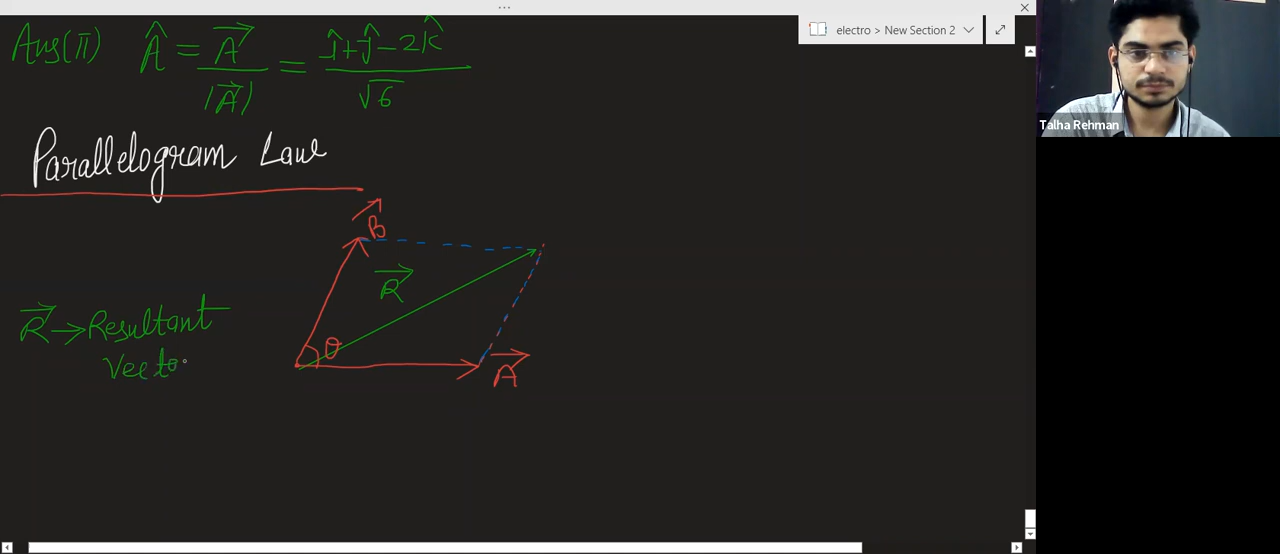 electro > New Section 2
Ans(ii) Â = A⃗ / |A⃗| = î + ĵ - 2k̂ / √6
Talha Rehman
Parallelogram Law
B⃗
R⃗
R⃗ → Resultant
Vecto
θ
A⃗